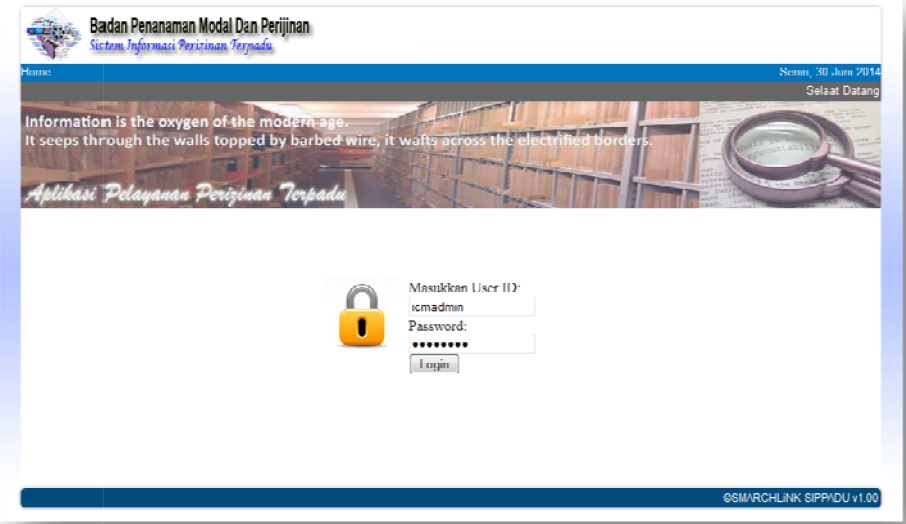 Badan Penanaman Modal Dan Perijinan
Sistem Informasi Perizinan Terpadu
Home
Senin, 30 Juni 2014
Selaat Datang
Information is the oxygen of the modern age.
It seeps through the walls topped by barbed wire, it wafts across the electrified borders.
Aplikasi Pelayanan Perizinan Terpadu
Masukkan User ID:
icmadmin
Password:
••••••••
Login
©SMARCHLiNK SIPPADU v1.00